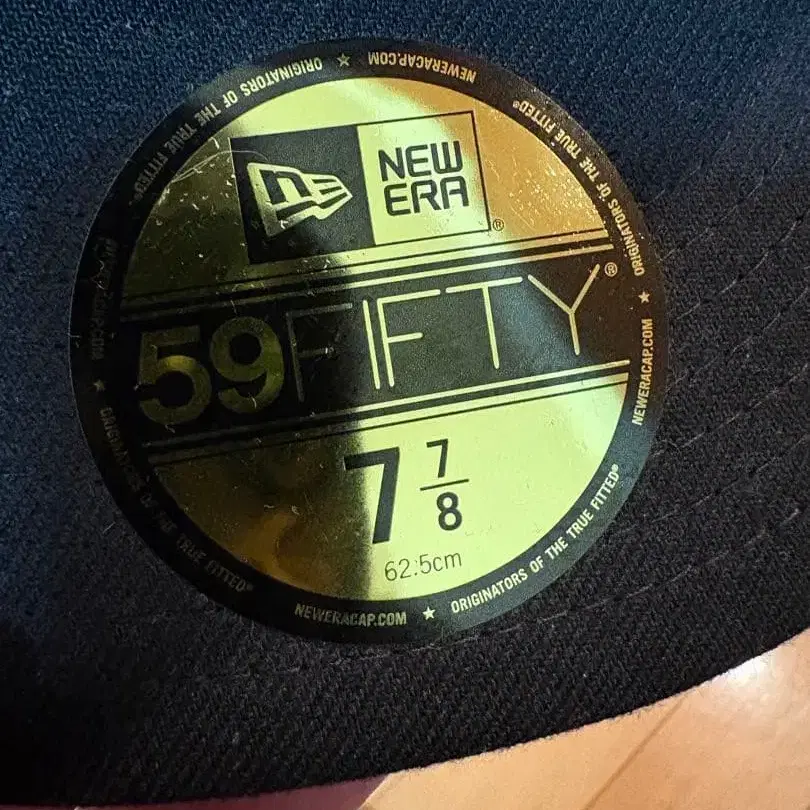 NEW
ERA
®
59FIFTY®
7 7/8
62.5cm
NEWERACAP.COM ★ ORIGINATORS OF THE TRUE FITTED®
★ NEWERACAP.COM
ORIGINATORS OF THE TRUE FITTED®
★ NEWERACAP.COM
ORIGINATORS OF THE TRUE FITTED®
★ ORIGINATORS OF THE TRUE FITTED®